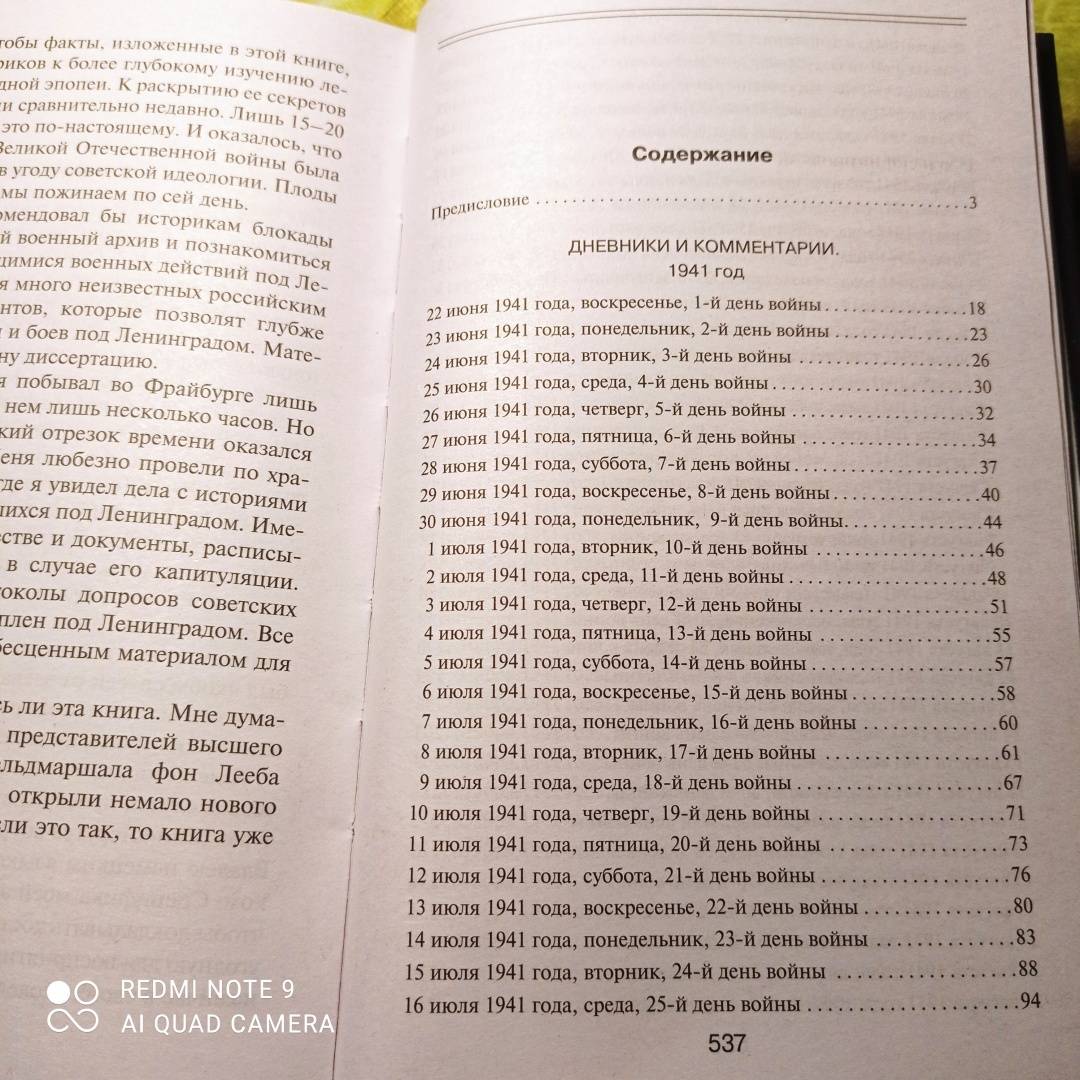 тобы факты, изложенные в этой книге,
риков к более глубокому изучению ле-
дной эпопеи. К раскрытию ее секретов
и сравнительно недавно. Лишь 15—20
это по-настоящему. И оказалось, что
Великой Отечественной войны была
в угоду советской идеологии. Плоды
мы пожинаем по сей день.
омендовал бы историкам блокады
й военный архив и познакомиться
щимися военных действий под Ле-
я много неизвестных российским
нтов, которые позволят глубже
и и боев под Ленинградом. Мате-
ну диссертацию.
я побывал во Фрайбурге лишь
нем лишь несколько часов. Но
кий отрезок времени оказался
Меня любезно провели по хра-
где я увидел дела с историями
шихся под Ленинградом. Име-
естве и документы, расписы-
в случае его капитуляции.
токолы допросов советских
плен под Ленинградом. Все
бесценным материалом для
ь ли эта книга. Мне дума-
представителей высшего
льдмаршала фон Лееба
открыли немало нового
ли это так, то книга уже
Содержание
Предисловие ........................ 3
ДНЕВНИКИ И КОММЕНТАРИИ.
1941 год
22 июня 1941 года, воскресенье, 1-й день войны ................ 18
23 июня 1941 года, понедельник, 2-й день войны ................ 23
24 июня 1941 года, вторник, 3-й день войны ................ 26
25 июня 1941 года, среда, 4-й день войны ................ 30
26 июня 1941 года, четверг, 5-й день войны ................ 32
27 июня 1941 года, пятница, 6-й день войны ................ 34
28 июня 1941 года, суббота, 7-й день войны ................ 37
29 июня 1941 года, воскресенье, 8-й день войны ................ 40
30 июня 1941 года, понедельник, 9-й день войны ................ 44
1 июля 1941 года, вторник, 10-й день войны ................ 46
2 июля 1941 года, среда, 11-й день войны ................ 48
3 июля 1941 года, четверг, 12-й день войны ................ 51
4 июля 1941 года, пятница, 13-й день войны ................ 55
5 июля 1941 года, суббота, 14-й день войны ................ 57
6 июля 1941 года, воскресенье, 15-й день войны ................ 58
7 июля 1941 года, понедельник, 16-й день войны ................ 60
8 июля 1941 года, вторник, 17-й день войны ................ 61
9 июля 1941 года, среда, 18-й день войны ................ 67
10 июля 1941 года, четверг, 19-й день войны ................ 71
11 июля 1941 года, пятница, 20-й день войны ................ 73
12 июля 1941 года, суббота, 21-й день войны ................ 76
13 июля 1941 года, воскресенье, 22-й день войны ................ 80
14 июля 1941 года, понедельник, 23-й день войны ................ 83
15 июля 1941 года, вторник, 24-й день войны ................ 88
16 июля 1941 года, среда, 25-й день войны ................ 94
537
REDMI NOTE 9
AI QUAD CAMERA